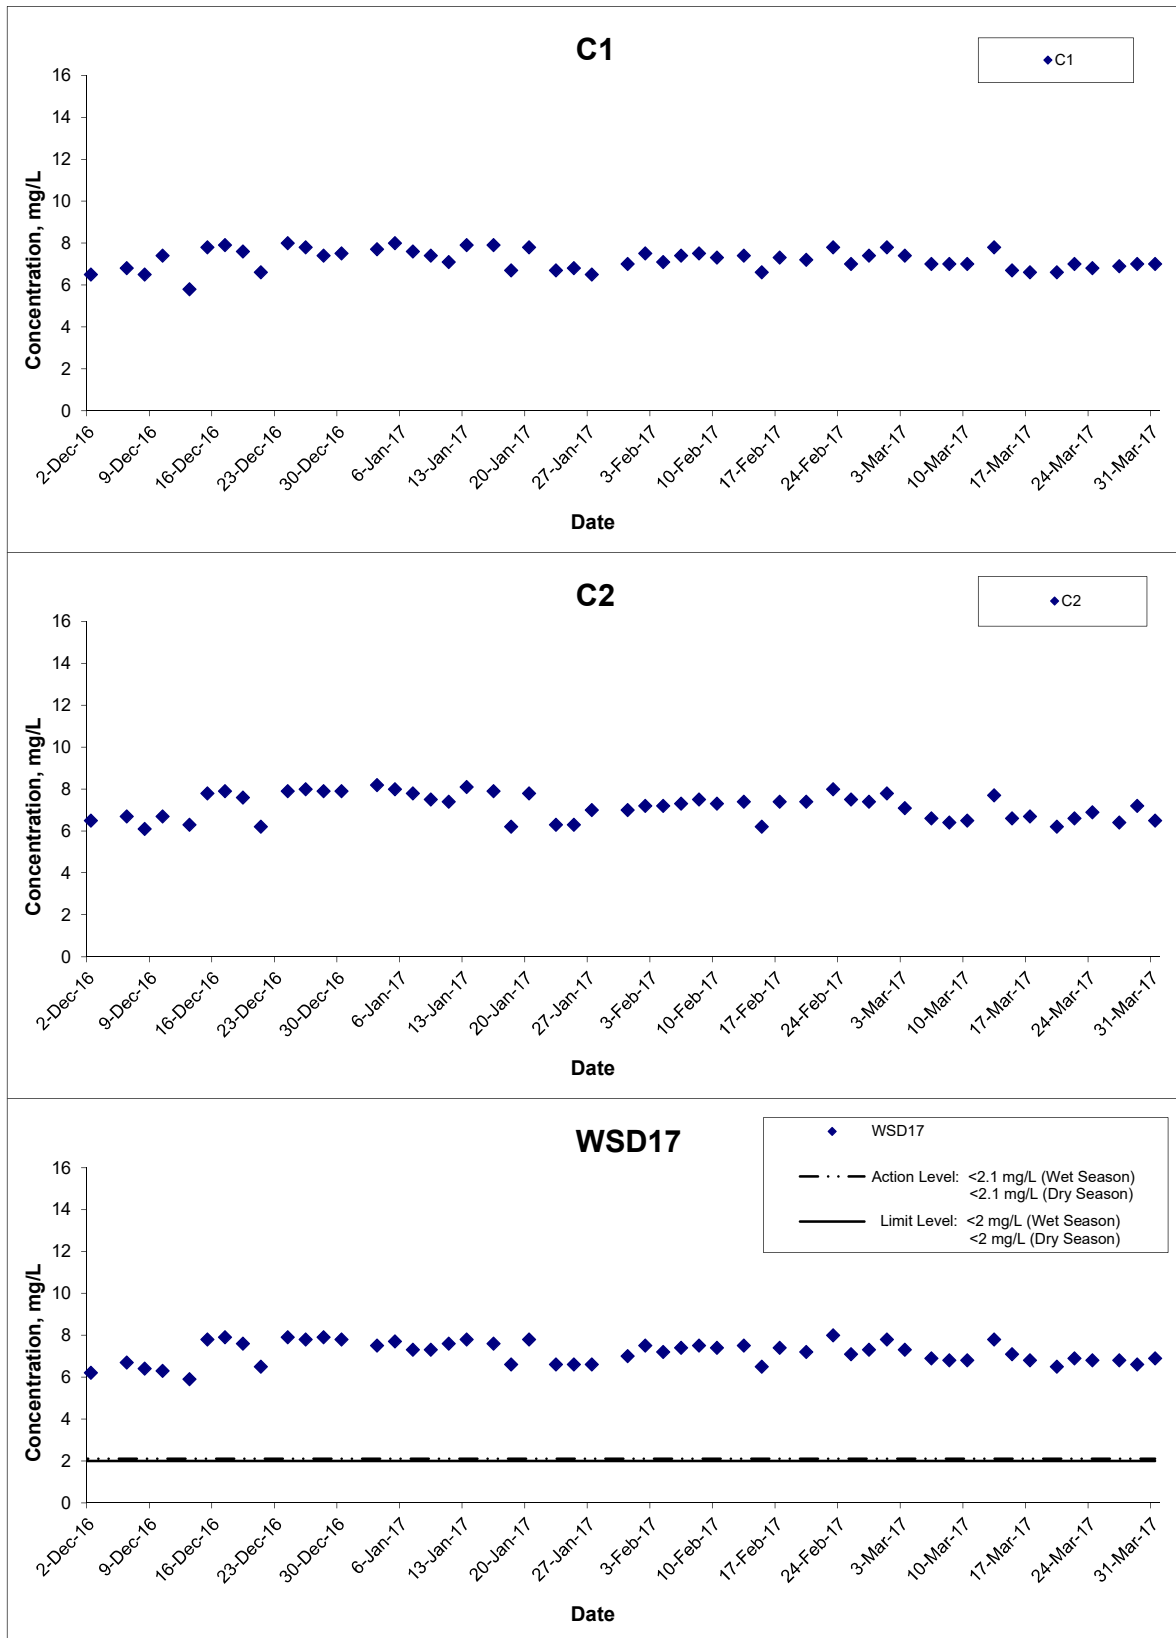 C1
C1
16
14
12
10
8
6
4
2
0
Concentration, mg/L
2-Dec-16
9-Dec-16
16-Dec-16
23-Dec-16
30-Dec-16
6-Jan-17
13-Jan-17
20-Jan-17
27-Jan-17
3-Feb-17
10-Feb-17
17-Feb-17
24-Feb-17
3-Mar-17
10-Mar-17
17-Mar-17
24-Mar-17
31-Mar-17
Date
C2
C2
16
14
12
10
8
6
4
2
0
Concentration, mg/L
2-Dec-16
9-Dec-16
16-Dec-16
23-Dec-16
30-Dec-16
6-Jan-17
13-Jan-17
20-Jan-17
27-Jan-17
3-Feb-17
10-Feb-17
17-Feb-17
24-Feb-17
3-Mar-17
10-Mar-17
17-Mar-17
24-Mar-17
31-Mar-17
Date
WSD17
WSD17
Action Level: <2.1 mg/L (Wet Season)
<2.1 mg/L (Dry Season)
Limit Level: <2 mg/L (Wet Season)
<2 mg/L (Dry Season)
16
14
12
10
8
6
4
2
0
Concentration, mg/L
2-Dec-16
9-Dec-16
16-Dec-16
23-Dec-16
30-Dec-16
6-Jan-17
13-Jan-17
20-Jan-17
27-Jan-17
3-Feb-17
10-Feb-17
17-Feb-17
24-Feb-17
3-Mar-17
10-Mar-17
17-Mar-17
24-Mar-17
31-Mar-17
Date